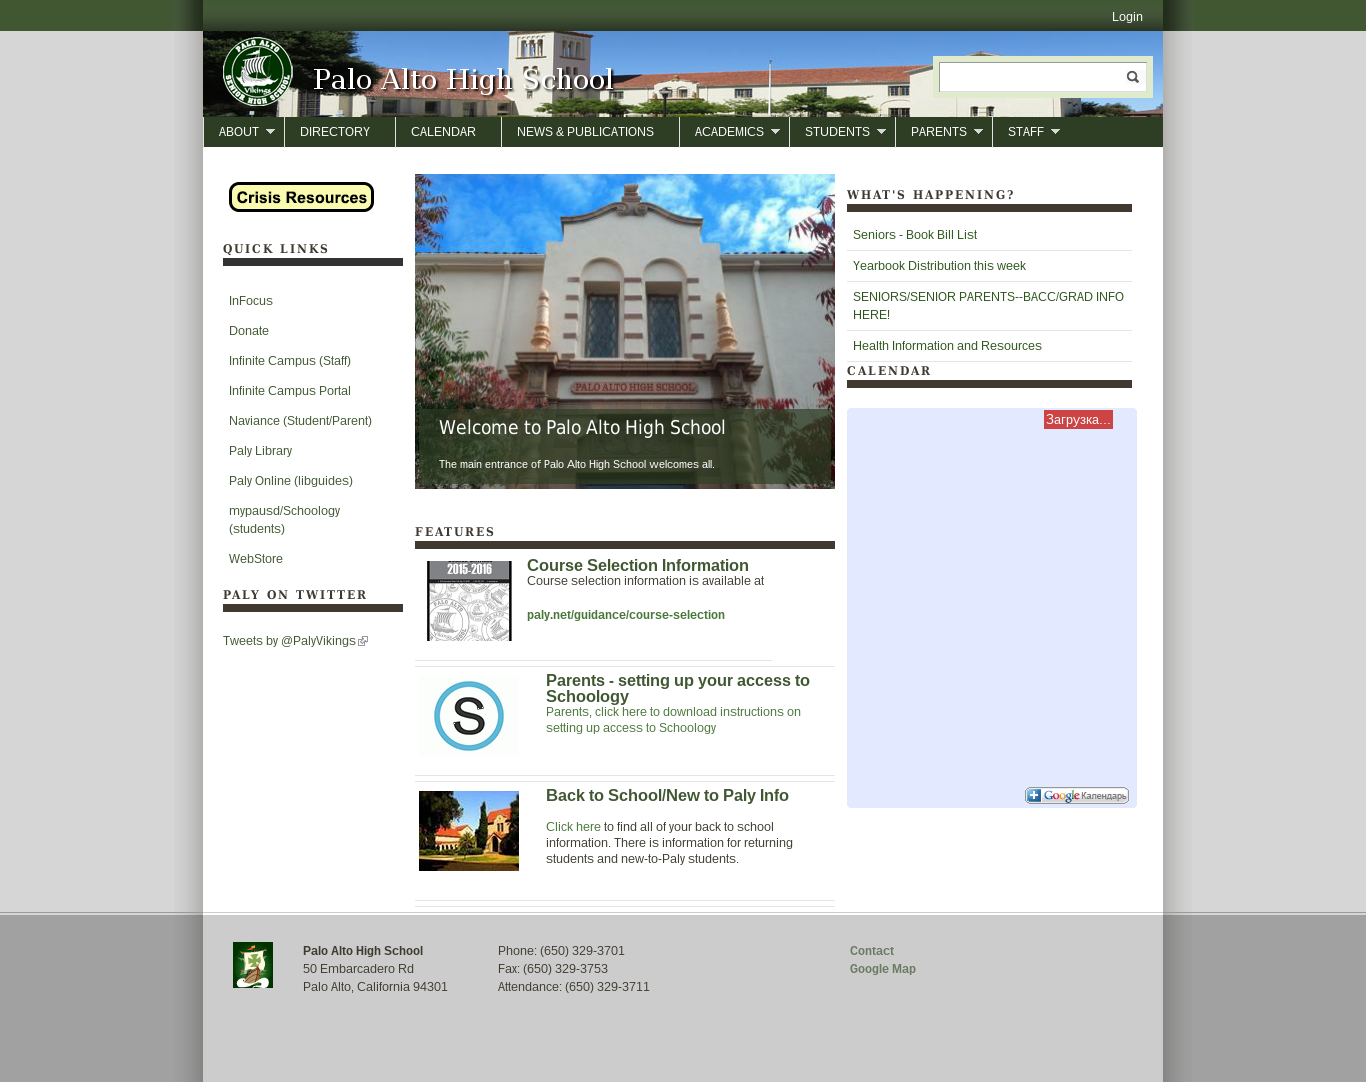 Login
PALO ALTO
Vikings
SENIOR HIGH SCHOOL
Palo Alto High School
ABOUT
DIRECTORY
CALENDAR
NEWS & PUBLICATIONS
ACADEMICS
STUDENTS
PARENTS
STAFF
Crisis Resources
QUICK LINKS
InFocus
Donate
Infinite Campus (Staff)
Infinite Campus Portal
Naviance (Student/Parent)
Paly Library
Paly Online (libguides)
mypausd/Schoology
(students)
WebStore
PALY ON TWITTER
Tweets by @PalyVikings
PALO ALTO HIGH SCHOOL
Welcome to Palo Alto High School
The main entrance of Palo Alto High School welcomes all.
FEATURES
2015-2016
Course Selection Information
Course selection information is available at
paly.net/guidance/course-selection
S
Parents - setting up your access to
Schoology
Parents, click here to download instructions on
setting up access to Schoology
Back to School/New to Paly Info
Click here to find all of your back to school
information. There is information for returning
students and new-to-Paly students.
WHAT'S HAPPENING?
Seniors - Book Bill List
Yearbook Distribution this week
SENIORS/SENIOR PARENTS--BACC/GRAD INFO
HERE!
Health Information and Resources
CALENDAR
Загрузка...
Google Календарь
Palo Alto High School
50 Embarcadero Rd
Palo Alto, California 94301
Phone: (650) 329-3701
Fax: (650) 329-3753
Attendance: (650) 329-3711
Contact
Google Map